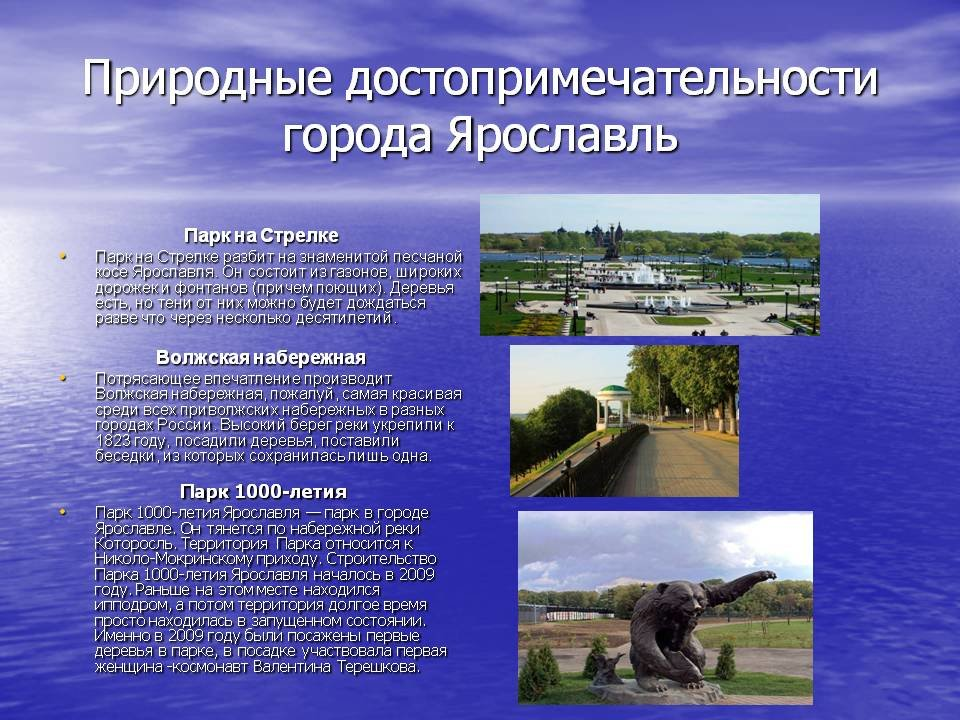 Природные достопримечательности
города Ярославль
Парк на Стрелке
• Парк на Стрелке разбит на знаменитой песчаной
косе Ярославля. Он состоит из газонов, широких
дорожек и фонтанов (причем поющих). Деревья
есть, но тени от них можно будет дождаться
разве что через несколько десятилетий.
Волжская набережная
• Потрясающее впечатление производит
Волжская набережная, пожалуй, самая красивая
среди всех приволжских набережных в разных
городах России. Высокий берег реки укрепили к
1823 году, посадили деревья, поставили
беседки, из которых сохранилась лишь одна.
Парк 1000-летия
• Парк 1000-летия Ярославля — парк в городе
Ярославле. Он тянется по набережной реки
Которосль. Территория Парка относится к
Николо-Мокринскому приходу. Строительство
Парка 1000-летия Ярославля началось в 2009
году. Раньше на этом месте находился
ипподром, а потом территория долгое время
просто находилась в запущенном состоянии.
Именно в 2009 году были посажены первые
деревья в парке, в посадке участвовала первая
женщина -космонавт Валентина Терешкова.